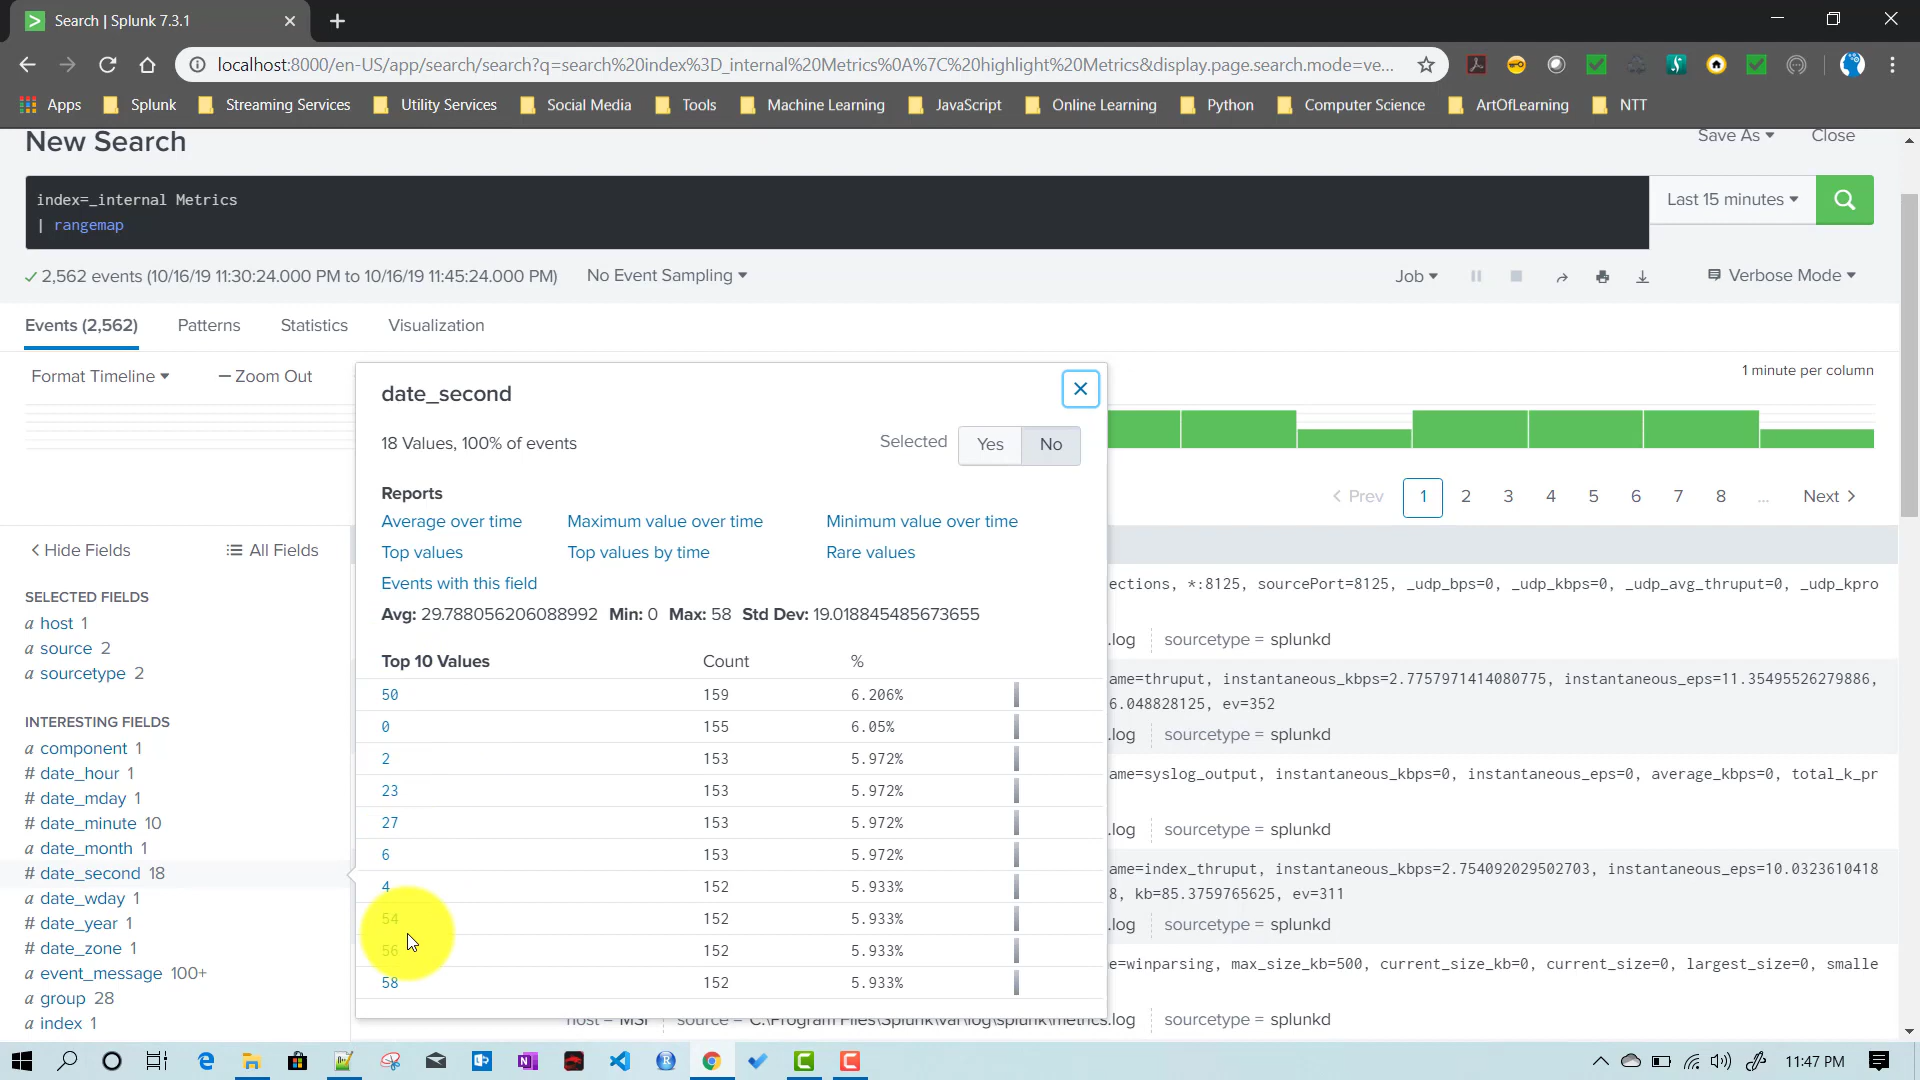 Search | Splunk 7.3.1
localhost:8000/en-US/app/search/search?q=search%20index%3D_internal%20Metrics%0A%7C%20highlight%20Metrics&display.page.search.mode=ve...
Apps Splunk Streaming Services Utility Services Social Media Tools Machine Learning JavaScript Online Learning Python Computer Science ArtOfLearning NTT
New Search
Save As Close
index=_internal Metrics
| rangemap
Last 15 minutes
2,562 events (10/16/19 11:30:24.000 PM to 10/16/19 11:45:24.000 PM) No Event Sampling Job Verbose Mode
Events (2,562) Patterns Statistics Visualization
Format Timeline — Zoom Out
1 minute per column
date_second
18 Values, 100% of events
Selected Yes No
Reports
Average over time Maximum value over time Minimum value over time
Top values Top values by time Rare values
Events with this field
Avg: 29.788056206088992 Min: 0 Max: 58 Std Dev: 19.018845485673655
Top 10 Values Count %
50 159 6.206%
0 155 6.05%
2 153 5.972%
23 153 5.972%
27 153 5.972%
6 153 5.972%
4 152 5.933%
54 152 5.933%
56 152 5.933%
58 152 5.933%
< Prev 1 2 3 4 5 6 7 8 ... Next >
< Hide Fields All Fields
SELECTED FIELDS
a host 1
a source 2
a sourcetype 2
INTERESTING FIELDS
a component 1
# date_hour 1
# date_mday 1
# date_minute 10
a date_month 1
# date_second 18
a date_wday 1
# date_year 1
# date_zone 1
a event_message 100+
a group 28
a index 1
ections, *:8125, sourcePort=8125, _udp_bps=0, _udp_kbps=0, _udp_avg_thruput=0, _udp_kpro
.log sourcetype = splunkd
ame=thruput, instantaneous_kbps=2.7757971414080775, instantaneous_eps=11.35495526279886,
6.048828125, ev=352
.log sourcetype = splunkd
ame=syslog_output, instantaneous_kbps=0, instantaneous_eps=0, average_kbps=0, total_k_pr
.log sourcetype = splunkd
ame=index_thruput, instantaneous_kbps=2.754092029502703, instantaneous_eps=10.0323610418
8, kb=85.3759765625, ev=311
.log sourcetype = splunkd
ame=winparsing, max_size_kb=500, current_size_kb=0, current_size=0, largest_size=0, smalle
host = MSI source = C:\Program Files\Splunk\var\log\splunk\metrics.log sourcetype = splunkd
11:47 PM